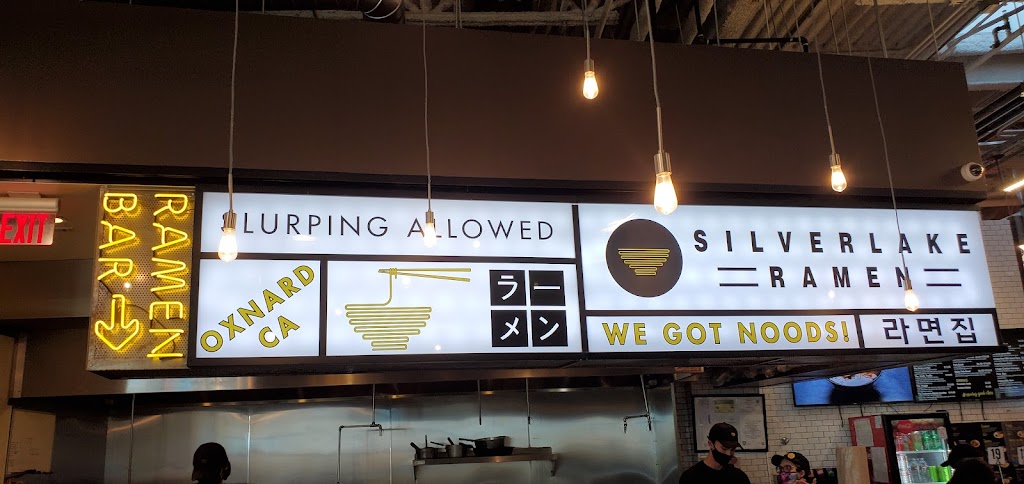 EXIT
RAMEN
BAR
SLURPING ALLOWED
OXNARD
CA
ラー
メン
SILVERLAKE
RAMEN
WE GOT NOODS!
라면집
19